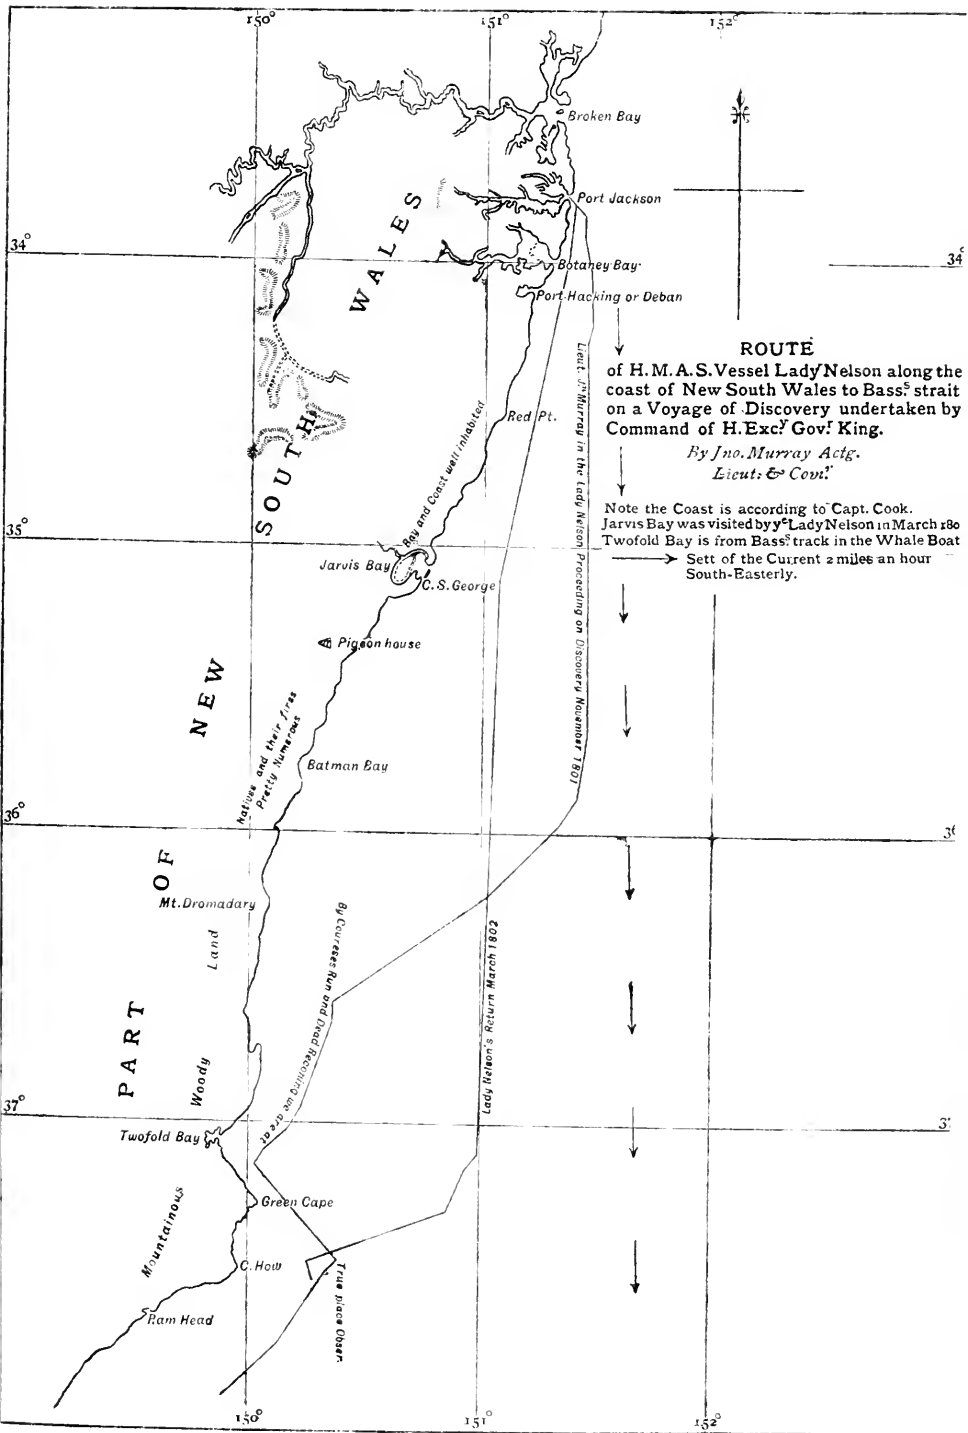 150°
151°
152°
Broken Bay
Port Jackson
34°
34°
Botaney Bay
Port Hacking or Deban
ROUTE
of H.M.A.S. Vessel Lady Nelson along the
coast of New South Wales to Bass.s strait
on a Voyage of Discovery undertaken by
Command of H. Excy Gov.r King.
By Jno. Murray Actg.
Lieut: &
Note the Coast is according to Capt. Cook.
Jarvis Bay was visited by ye Lady Nelson in March 180
Twofold Bay is from Bass.s track in the Whale Boat
Sett of the Current 2 miles an hour
South-Easterly.
PART OF NEW SOUTH WALES
Red Pt.
Bay and Coast well inhabited
Lieut. Jn Murray in the Lady Nelson Proceeding on Discovery November 1801
35°
Jarvis Bay
C.S. George
Pigeon house
Natives and their fires
Pretty Numerous
Batman Bay
36°
3
Mt. Dromadary
Woody Land
By Coureses Run and Dead Reconing we are at
Lady Nelson's Return March 1802
37°
3
Twofold Bay
Green Cape
Mountainous
C. How
Ram Head
True place Obser.
150°
151°
152°